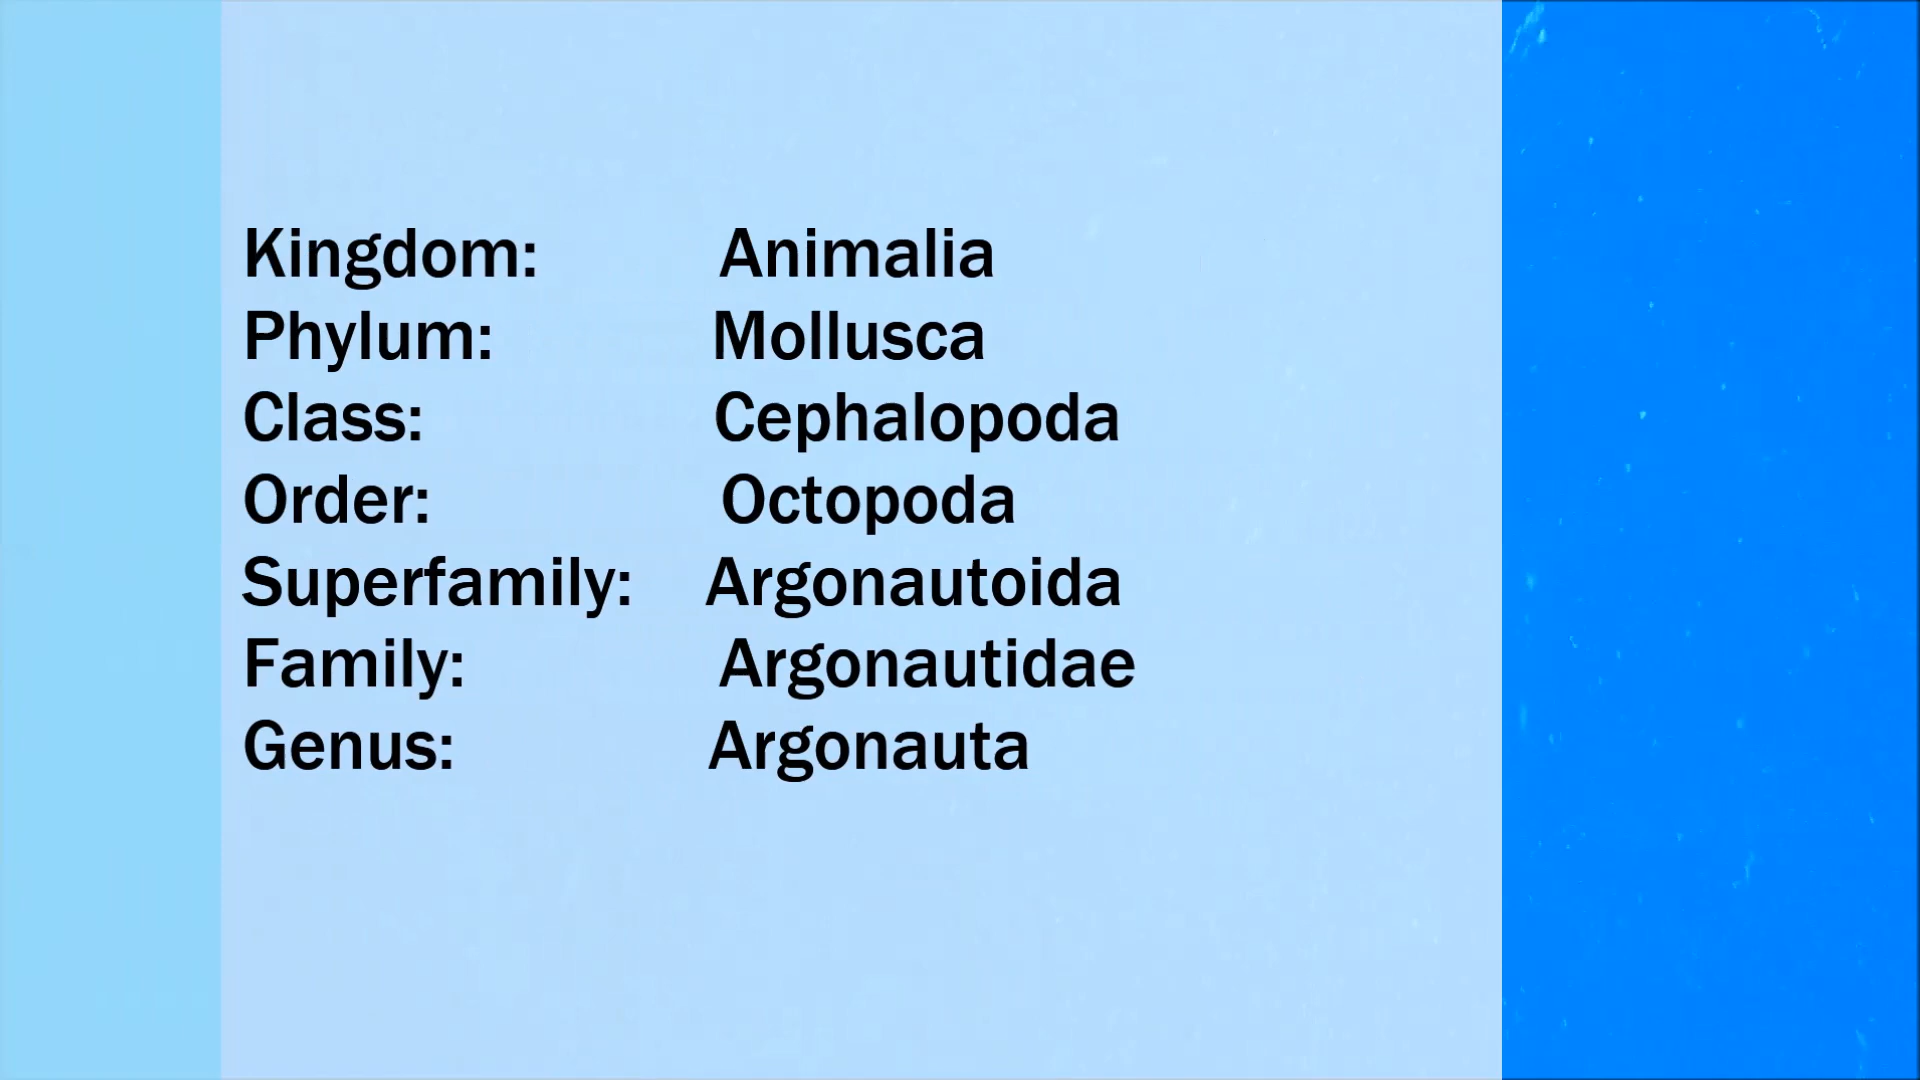 Kingdom: Animalia
Phylum: Mollusca
Class: Cephalopoda
Order: Octopoda
Superfamily: Argonautoida
Family: Argonautidae
Genus: Argonauta